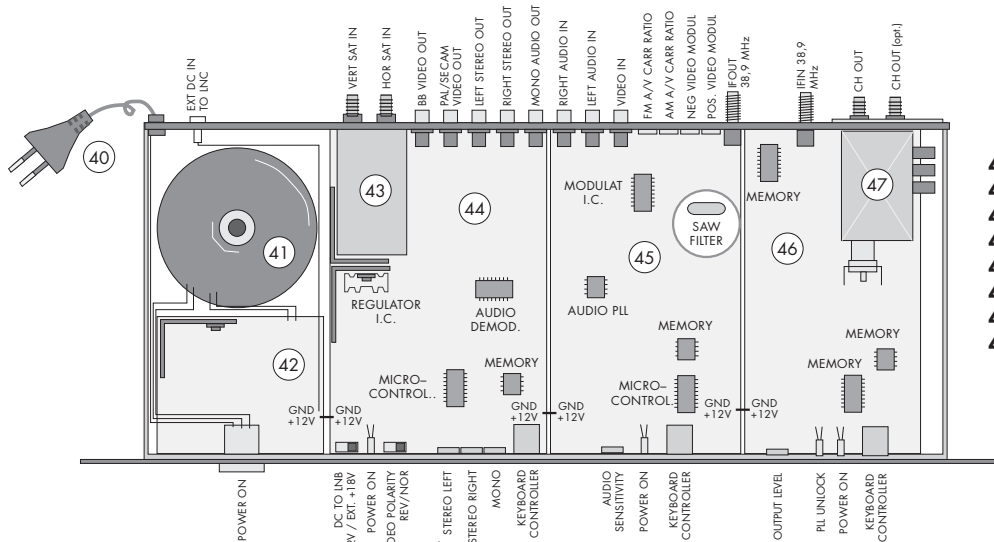 EXT DC IN
TO LNC
VERT SAT IN
HOR SAT IN
BB VIDEO OUT
PAL/SECAM
VIDEO OUT
LEFT STEREO OUT
RIGHT STEREO OUT
MONO AUDIO OUT
RIGHT AUDIO IN
LEFT AUDIO IN
VIDEO IN
FM A/V CARR RATIO
AM A/V CARR RATIO
NEG VIDEO MODUL
POS. VIDEO MODUL
IFOUT
38,9 MHz
IFIN 38,9
MHz
CH OUT
CH OUT (opt.)
40
41
42
43
44
45
46
47
REGULATOR
I.C.
AUDIO
DEMOD.
MICRO–
CONTROL..
MEMORY
MODULAT
I.C.
SAW
FILTER
AUDIO PLL
MEMORY
MICRO–
CONTROL.
MEMORY
MEMORY
GND
+12V
GND
+12V
GND
+12V
GND
+12V
GND
+12V
GND
+12V
POWER ON
DC TO LNB
/ EXT. +18V
POWER ON
POLARITY
REV/NOR
STEREO LEFT
STEREO RIGHT
MONO
KEYBOARD
CONTROLLER
AUDIO
SENSITIVITY
POWER ON
KEYBOARD
CONTROLLER
OUTPUT LEVEL
PLL UNLOCK
POWER ON
KEYBOARD
CONTROLLER